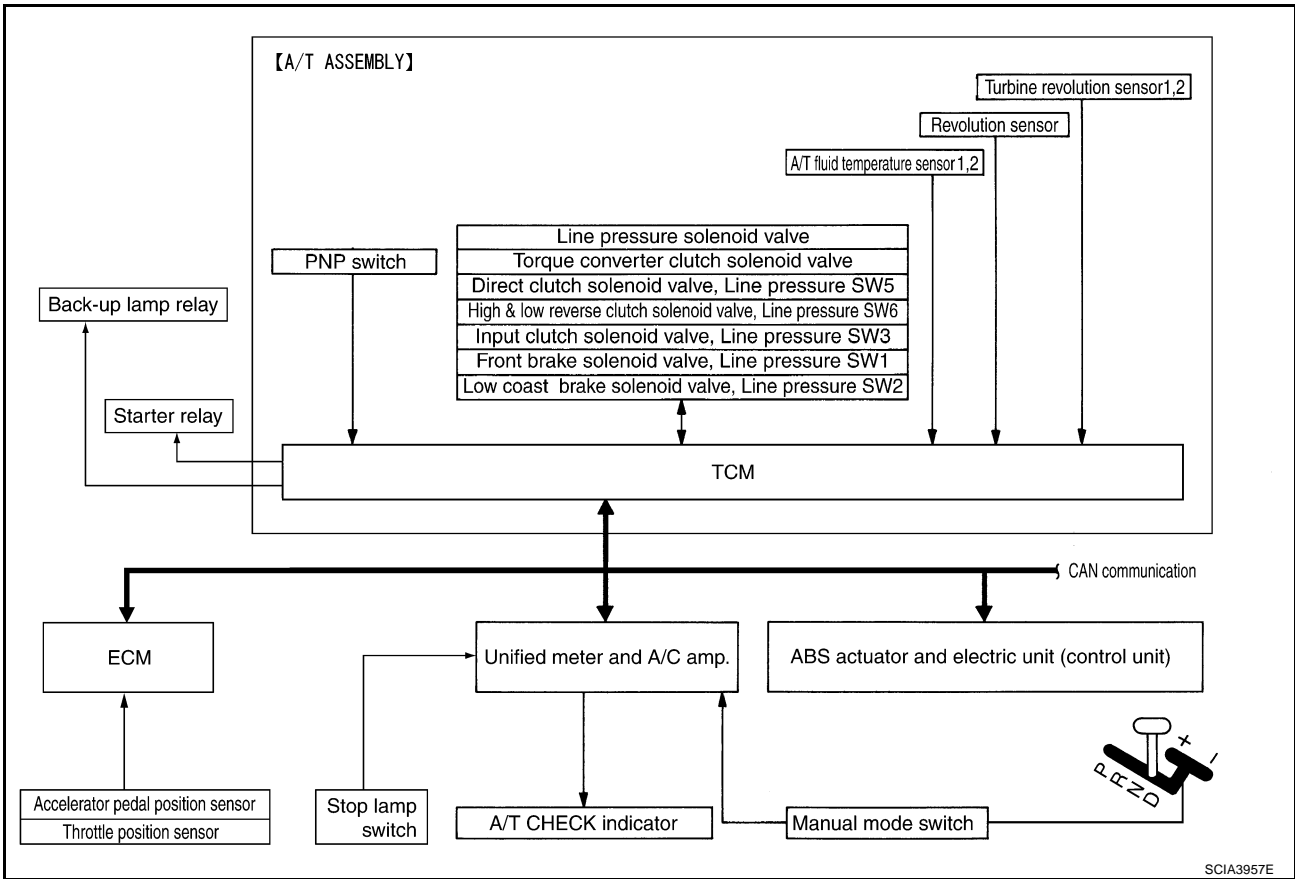 【A/T ASSEMBLY】
Turbine revolution sensor1,2
Revolution sensor
A/T fluid temperature sensor 1,2
Line pressure solenoid valve
PNP switch
Torque converter clutch solenoid valve
Direct clutch solenoid valve, Line pressure SW5
Back-up lamp relay
High & low reverse clutch solenoid valve, Line pressure SW6
Input clutch solenoid valve, Line pressure SW3
Front brake solenoid valve, Line pressure SW1
Low coast brake solenoid valve, Line pressure SW2
Starter relay
TCM
CAN communication
ECM
Unified meter and A/C amp.
ABS actuator and electric unit (control unit)
P R N D + −
Accelerator pedal position sensor
Throttle position sensor
Stop lamp
switch
A/T CHECK indicator
Manual mode switch
SCIA3957E